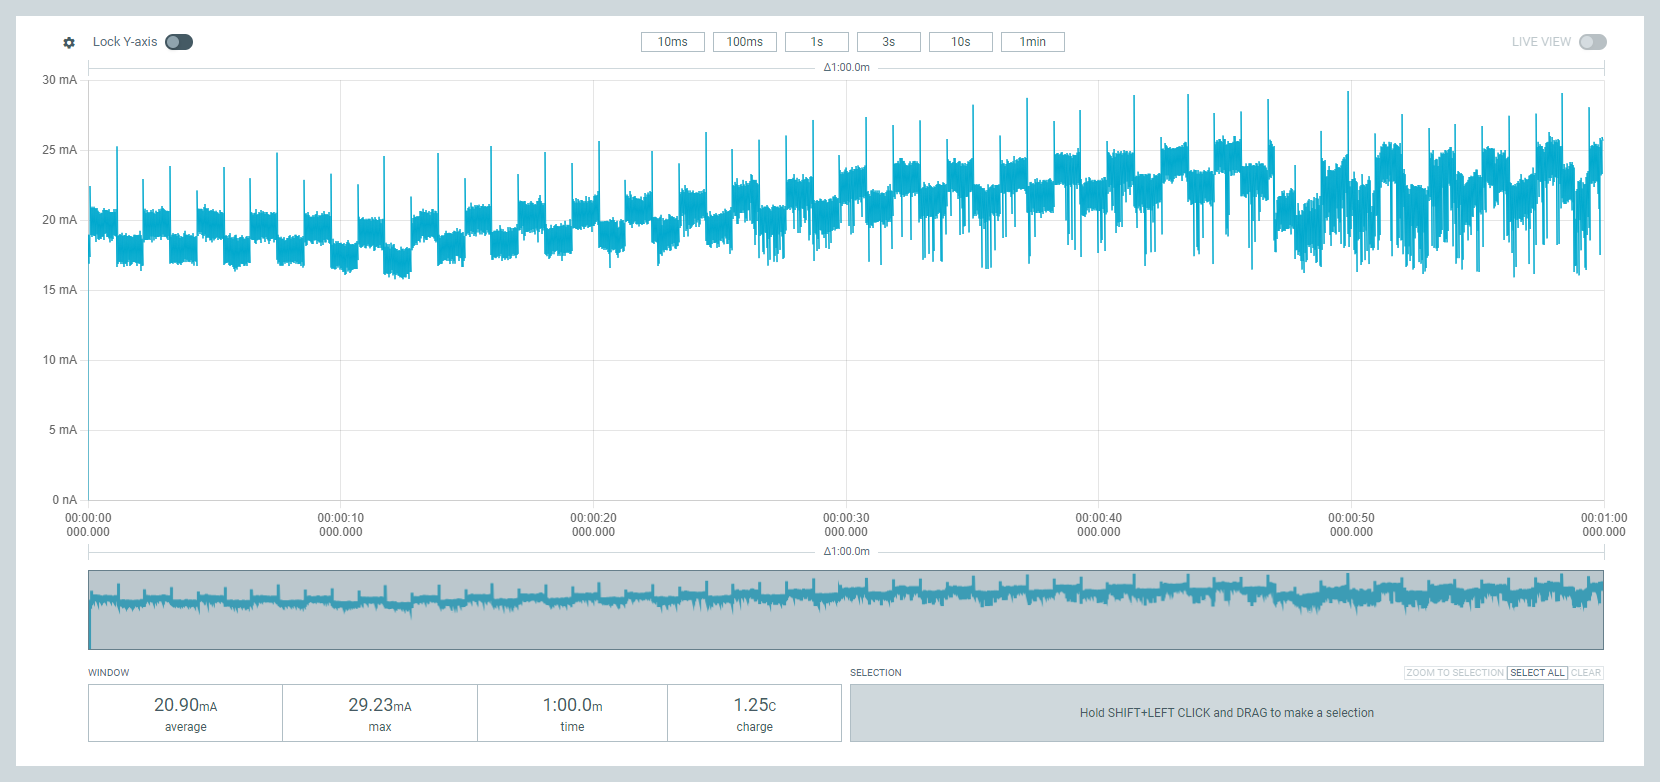 Lock Y-axis
10ms 100ms 1s 3s 10s 1min
LIVE VIEW
Δ1:00.0m
30 mA
25 mA
20 mA
15 mA
10 mA
5 mA
0 nA
00:00:00 00:00:10 00:00:20 00:00:30 00:00:40 00:00:50 00:01:00
000.000 000.000 000.000 000.000 000.000 000.000 000.000
Δ1:00.0m
WINDOW
20.90mA 29.23mA 1:00.0m 1.25C
average max time charge
SELECTION
ZOOM TO SELECTION SELECT ALL CLEAR
Hold SHIFT+LEFT CLICK and DRAG to make a selection